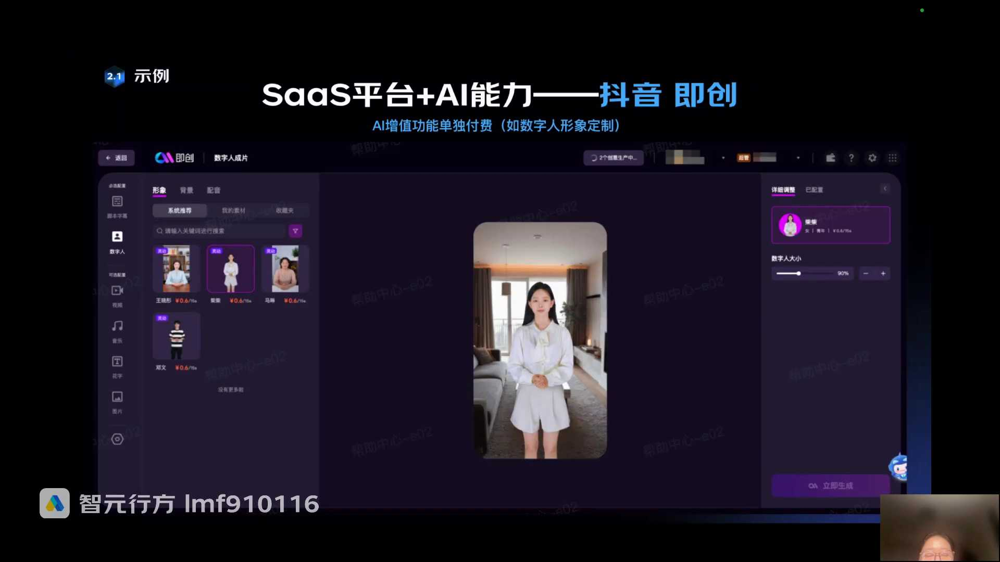 2.1 示例
SaaS平台+AI能力——抖音 即创
AI增值功能单独付费（如数字人形象定制）
返回
即创
数字人成片
2个创意生产中...
超管
?
必选配置
脚本字幕
数字人
可选配置
视频
音乐
花字
图片
形象 背景 配音
系统推荐 我的素材 收藏夹
请输入关键词进行搜索
灵动 灵动 灵动
王晓彤 ¥0.6/15s 柴柴 ¥0.6/15s 马琳 ¥0.6/15s
灵动
邓文 ¥0.6/15s
没有更多啦
详细调整 已配置
柴柴
女 | 青年 | ¥0.6/15s
数字人大小
90% − +
立即生成
帮助中心-e02
智元行方 lmf910116